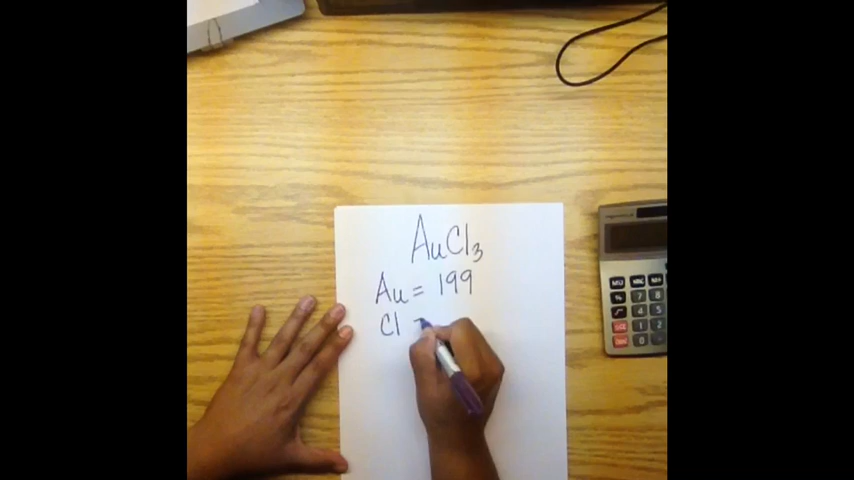 AuCl₃
Au = 199
Cl =